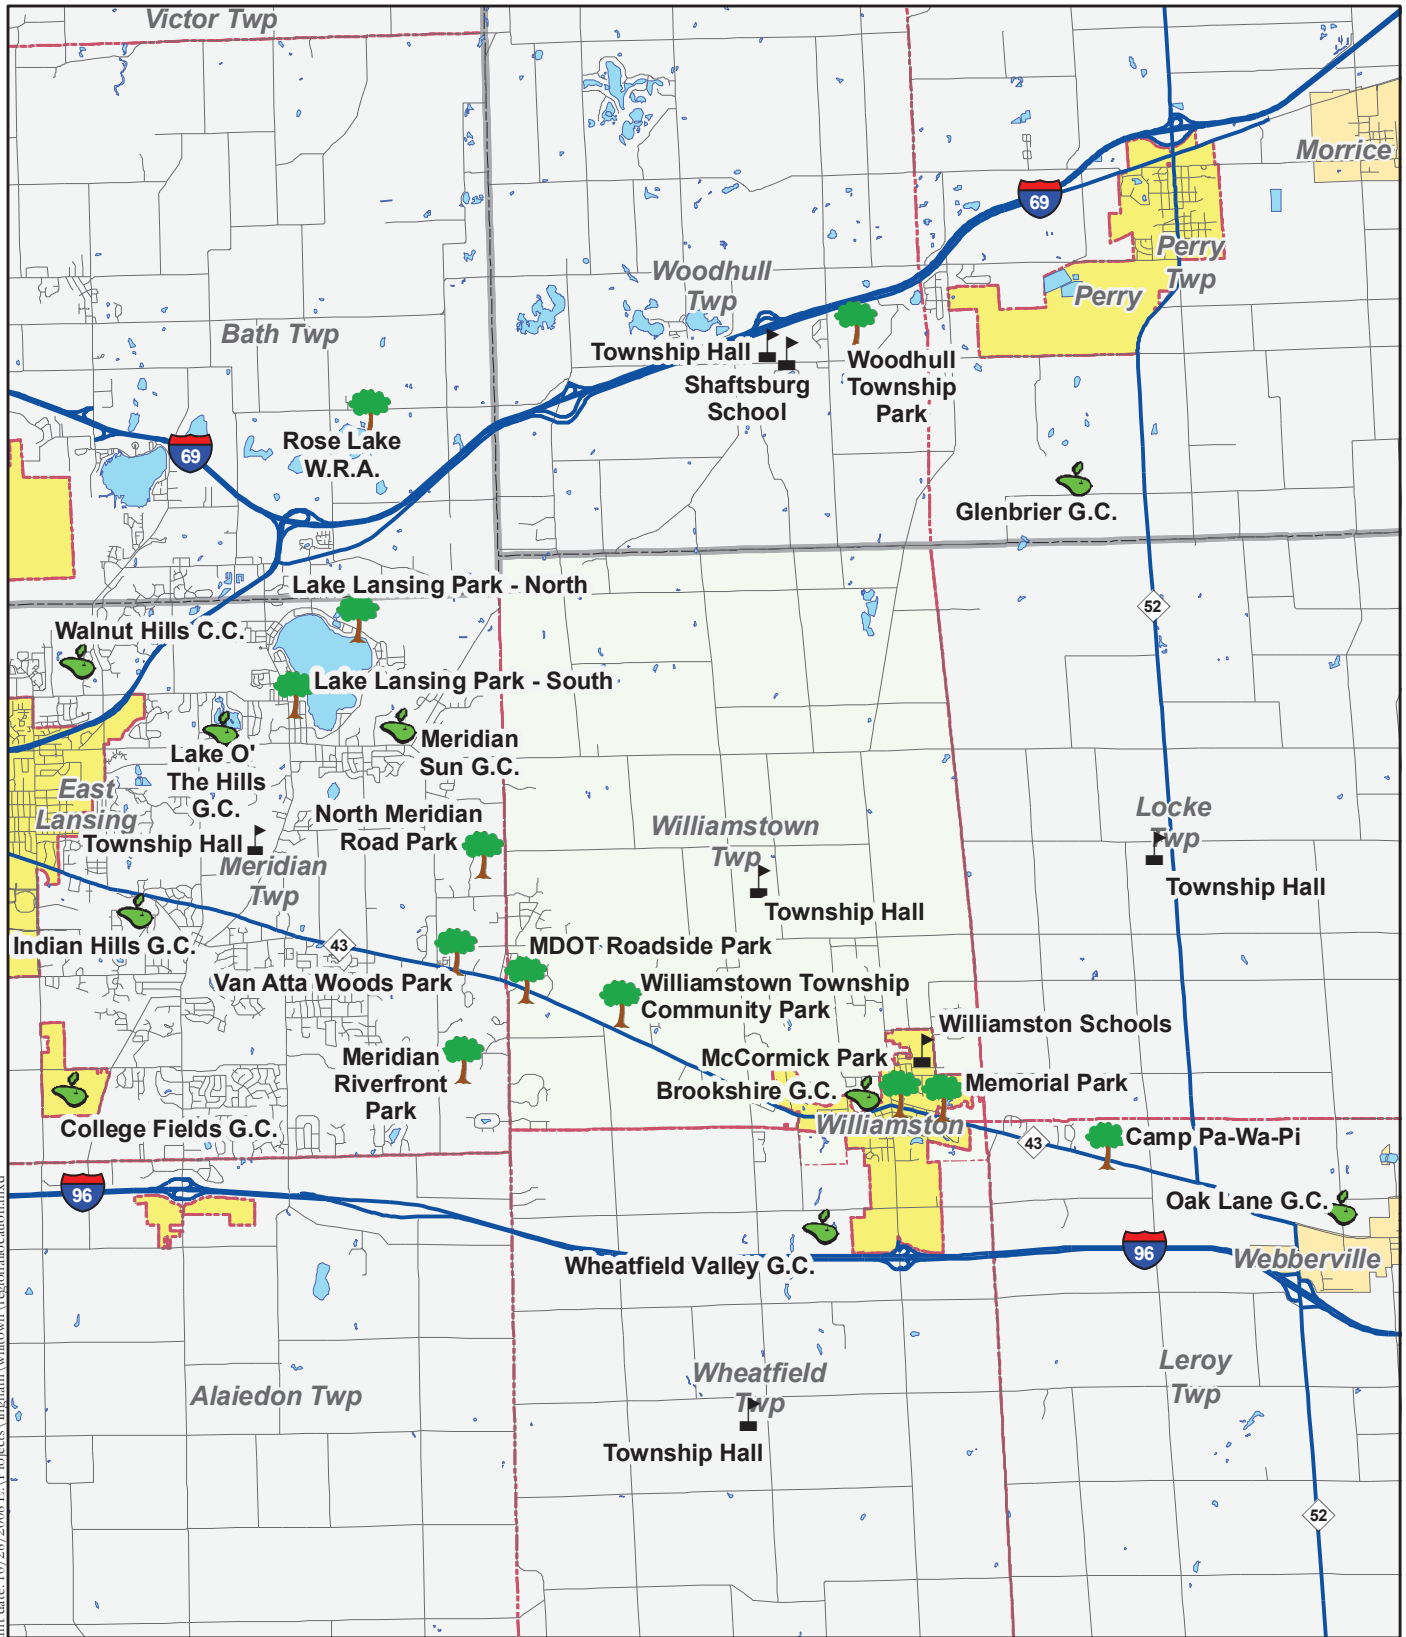 Victor Twp
Morrice
69
Perry
Twp
Perry
Woodhull
Twp
Bath Twp
Township Hall
Shaftsburg
School
Woodhull
Township
Park
Rose Lake
W.R.A.
69
Glenbrier G.C.
Lake Lansing Park - North
52
Walnut Hills C.C.
Lake Lansing Park - South
Meridian
Sun G.C.
Lake O'
The Hills
G.C.
East
Lansing
North Meridian
Road Park
Township Hall
Meridian
Twp
Williamstown
Twp
Township Hall
Locke
Twp
Township Hall
Indian Hills G.C.
43
MDOT Roadside Park
Van Atta Woods Park
Williamstown Township
Community Park
Williamston Schools
McCormick Park
Meridian
Riverfront
Park
Brookshire G.C.
Memorial Park
College Fields G.C.
Williamston
43
Camp Pa-Wa-Pi
96
Oak Lane G.C.
96
Wheatfield Valley G.C.
Webberville
Alaiedon Twp
Wheatfield
Twp
Township Hall
Leroy
Twp
52